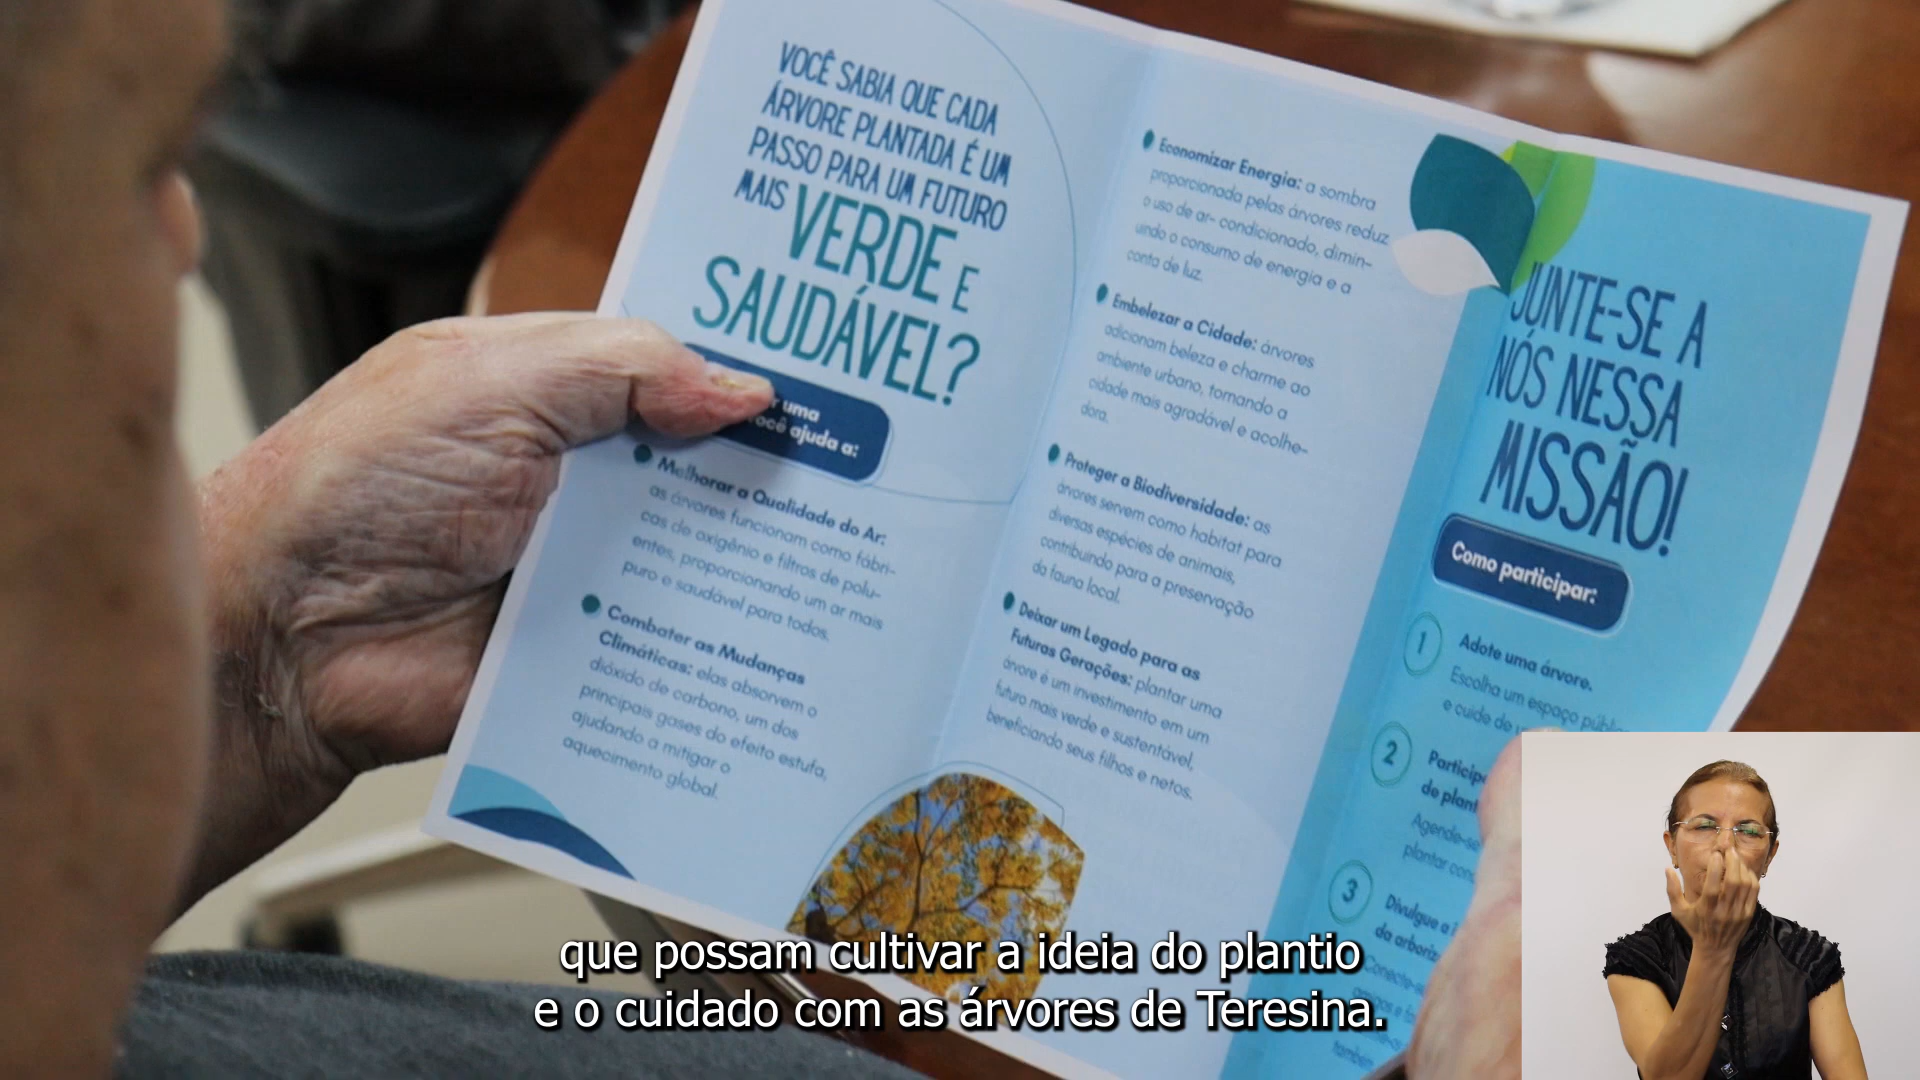 VOCÊ SABIA QUE CADA
ÁRVORE PLANTADA É UM
PASSO PARA UM FUTURO
MAIS VERDE E
SAUDÁVEL?
uma
você ajuda a:
Melhorar a Qualidade do Ar:
as árvores funcionam como fábri-
cas de oxigênio e filtros de polu-
entes, proporcionando um ar mais
puro e saudável para todos.
Combater as Mudanças
Climáticas: elas absorvem o
dióxido de carbono, um dos
principais gases do efeito estufa,
ajudando a mitigar o
aquecimento global.
Economizar Energia: a sombra
proporcionada pelas árvores reduz
o uso de ar- condicionado, dimin-
uindo o consumo de energia e a
conta de luz.
Embelezar a Cidade: árvores
adicionam beleza e charme ao
ambiente urbano, tornando a
cidade mais agradável e acolhe-
dora.
Proteger a Biodiversidade: as
árvores servem como habitat para
diversas espécies de animais,
contribuindo para a preservação
da fauna local.
Deixar um Legado para as
Futuras Gerações: plantar uma
árvore é um investimento em um
futuro mais verde e sustentável,
beneficiando seus filhos e netos.
JUNTE-SE A
NÓS NESSA
MISSÃO!
Como participar:
1 Adote uma árvore.
Escolha um espaço
e cuide de
2
de
Agende-se
plantar
3 Divulgue a
da
que possam cultivar a ideia do plantio
e o cuidado com as árvores de Teresina.